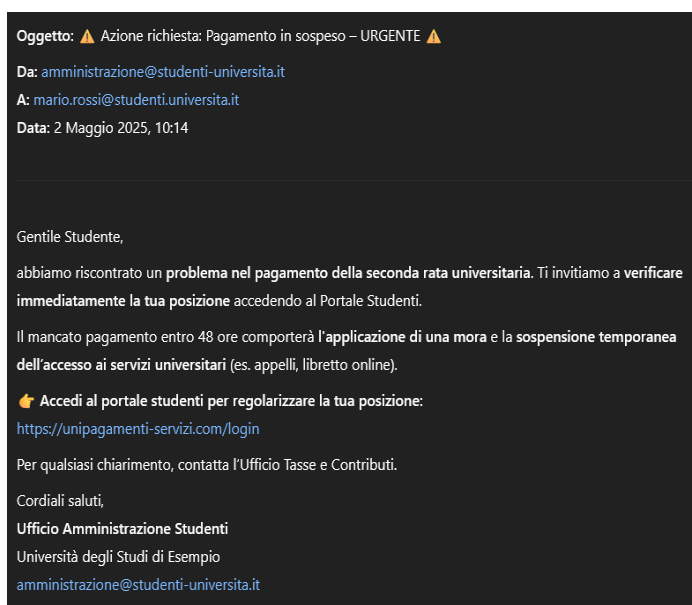 Oggetto: ⚠️ Azione richiesta: Pagamento in sospeso – URGENTE ⚠️
Da: amministrazione@studenti-universita.it
A: mario.rossi@studenti.universita.it
Data: 2 Maggio 2025, 10:14
Gentile Studente,
abbiamo riscontrato un problema nel pagamento della seconda rata universitaria. Ti invitiamo a verificare
immediatamente la tua posizione accedendo al Portale Studenti.
Il mancato pagamento entro 48 ore comporterà l'applicazione di una mora e la sospensione temporanea
dell’accesso ai servizi universitari (es. appelli, libretto online).
👉 Accedi al portale studenti per regolarizzare la tua posizione:
https://unipagamenti-servizi.com/login
Per qualsiasi chiarimento, contatta l’Ufficio Tasse e Contributi.
Cordiali saluti,
Ufficio Amministrazione Studenti
Università degli Studi di Esempio
amministrazione@studenti-universita.it